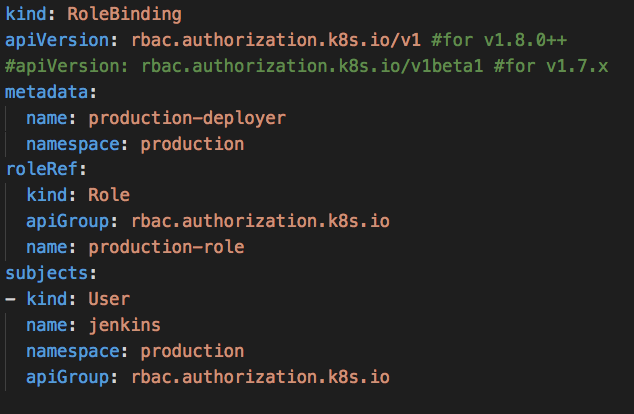 kind: RoleBinding
apiVersion: rbac.authorization.k8s.io/v1 #for v1.8.0++
#apiVersion: rbac.authorization.k8s.io/v1beta1 #for v1.7.x
metadata:
  name: production-deployer
  namespace: production
roleRef:
  kind: Role
  apiGroup: rbac.authorization.k8s.io
  name: production-role
subjects:
- kind: User
  name: jenkins
  namespace: production
  apiGroup: rbac.authorization.k8s.io